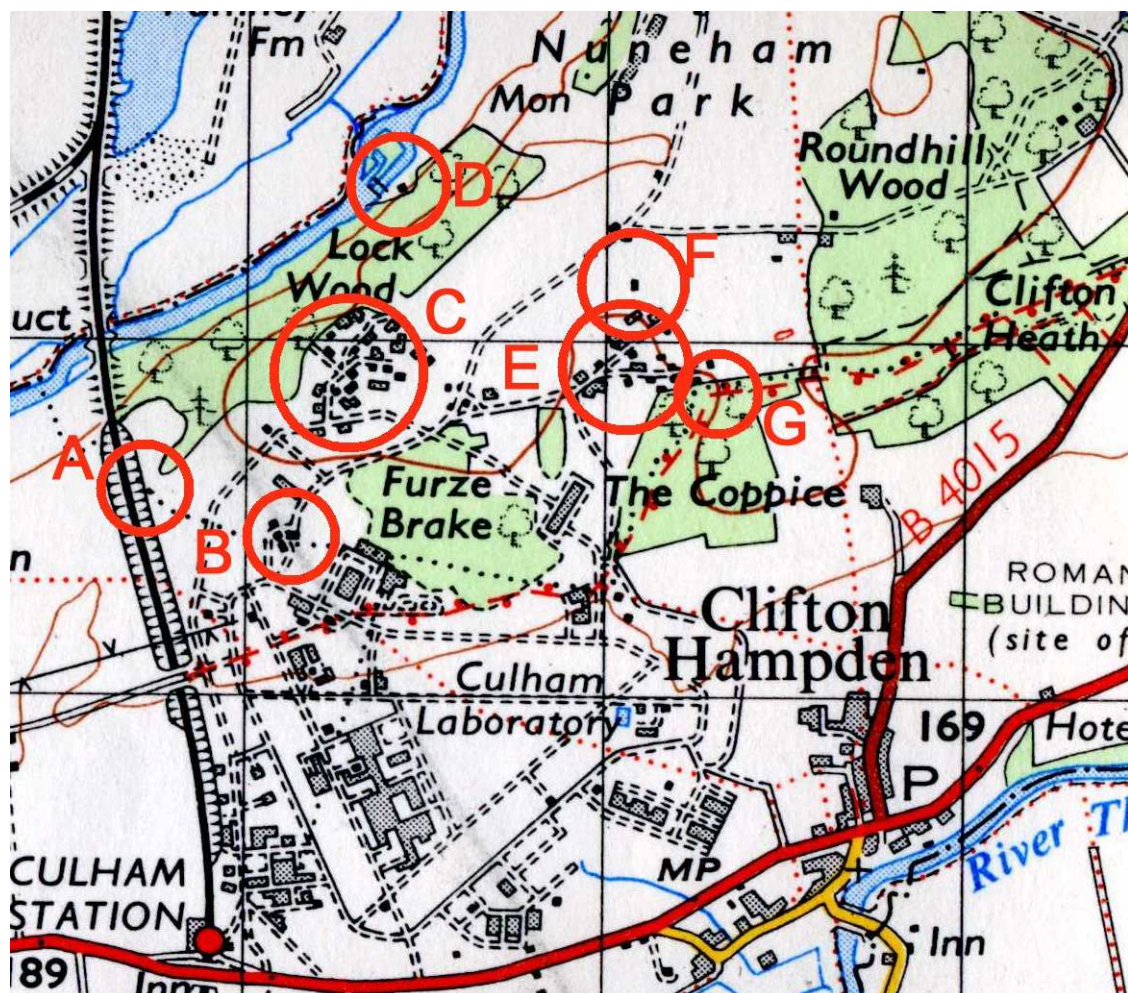 Fm
Nuneham
Mon Park
D
Roundhill
Wood
F
Lock
Wood
C
Clifton
Heath
uct
E
G
A
Furze
Brake
The Coppice
B 4015
B
n
ROMAN
BUILDIN
(site of
Clifton
Hampden
Culham
Laboratory
169
Hote
P
River Th
MP
CULHAM
STATION
Inn
189